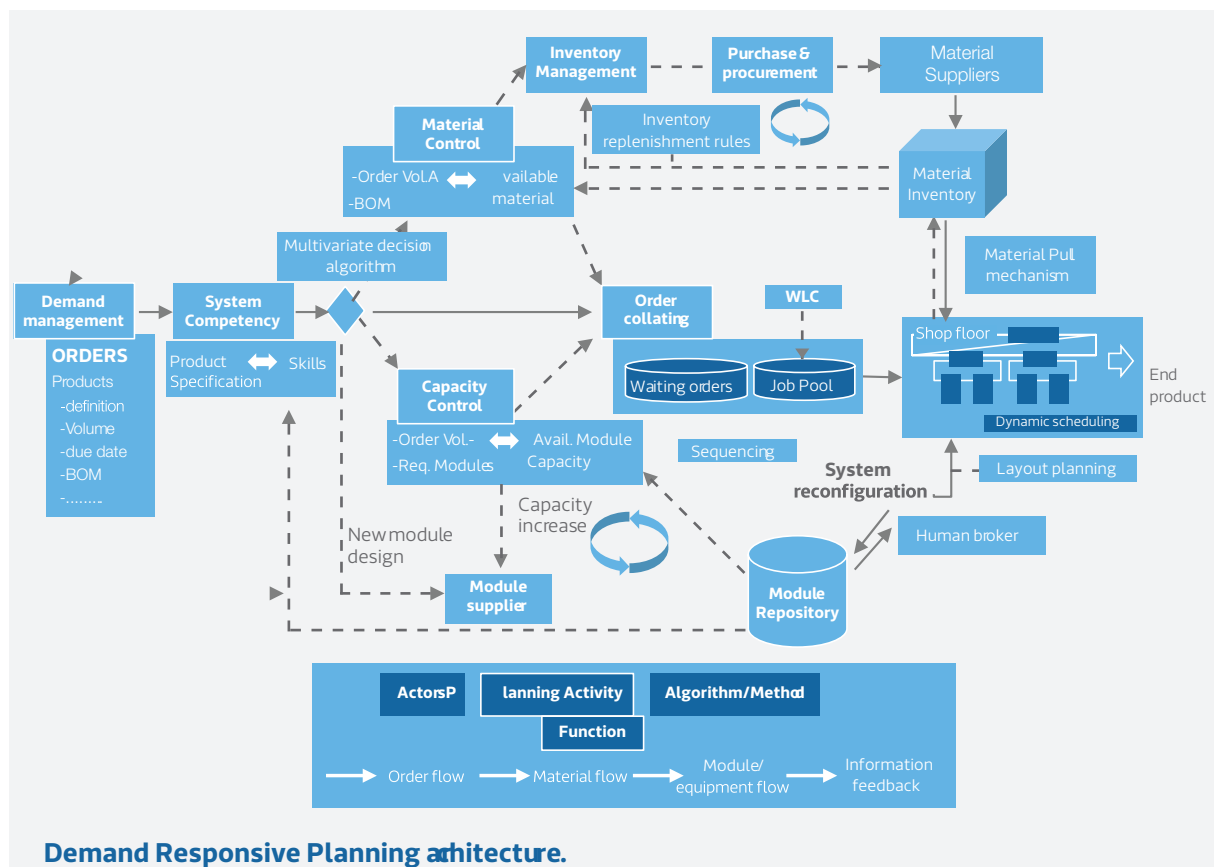 Inventory
Management
Purchase &
procurement
Material
Suppliers
Material
Control
Inventory
replenishment rules
-Order Vol.A
vailable
-BOM
material
Material
Inventory
Multivariate decision
algorithm
Material Pull
mechanism
Demand
management
System
Competency
Order
collating
WLC
Shop floor
ORDERS
Products
-definition
-Volume
-due date
-BOM
-.........
Product
Specification
Skills
Capacity
Control
Waiting orders
Job Pool
End
product
Dynamic scheduling
-Order Vol.-
Avail. Module
-Req. Modules
Capacity
Sequencing
System
reconfiguration
Layout planning
Capacity
increase
New module
design
Human broker
Module
supplier
Module
Repository
ActorsP
lanning Activity
Algorithm/Method
Function
Order flow
Material flow
Module/
equipment flow
Information
feedback
Demand Responsive Planning achitecture.